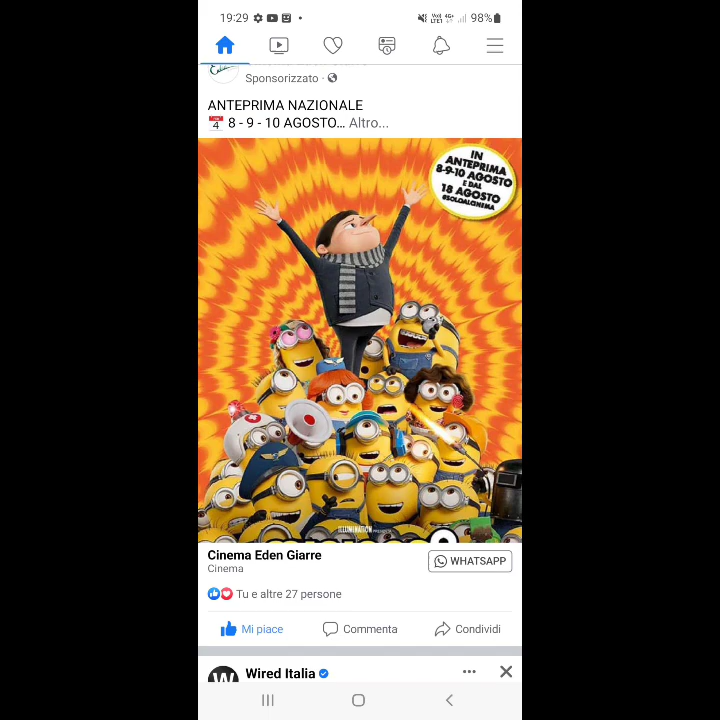 19:29
98%
Sponsorizzato ·
ANTEPRIMA NAZIONALE
8 - 9 - 10 AGOSTO... Altro...
IN
ANTEPRIMA
8-9-10 AGOSTO
E DAL
18 AGOSTO
#SOLOALCINEMA
ILLUMINATION
Cinema Eden Giarre
Cinema
WHATSAPP
Tu e altre 27 persone
Mi piace
Commenta
Condividi
Wired Italia